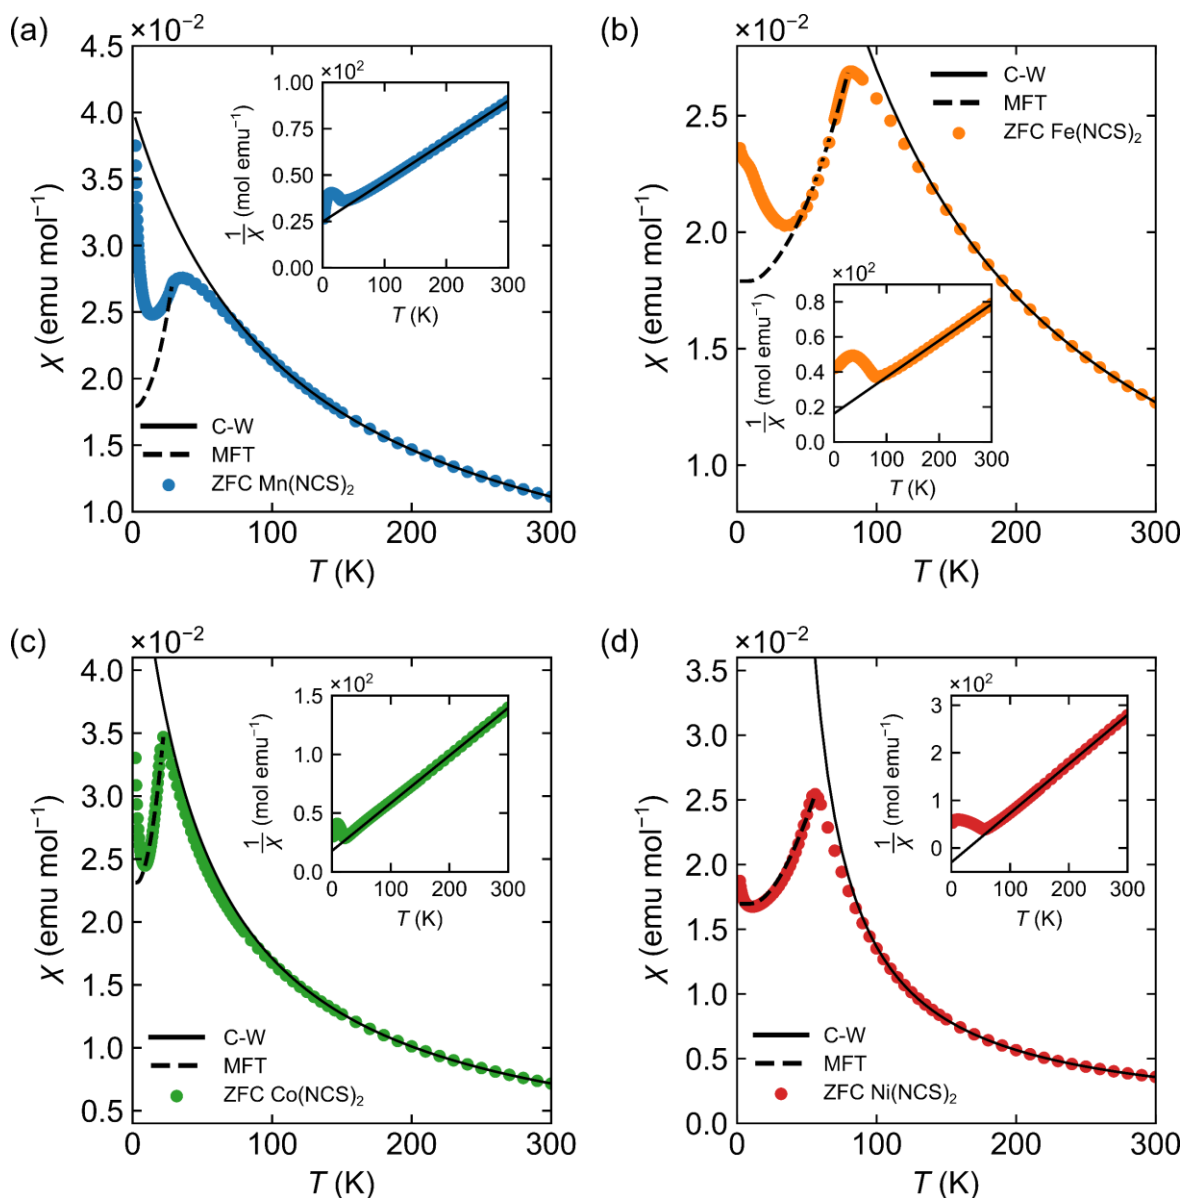 (a)
×10⁻²
4.5
4.0
3.5
3.0
2.5
2.0
1.5
1.0
χ (emu mol⁻¹)
0
100
200
300
T (K)
C-W
MFT
ZFC Mn(NCS)₂
×10²
1.00
0.75
0.50
0.25
0.00
1/χ (mol emu⁻¹)
0
100
200
300
T (K)
(b)
×10⁻²
2.5
2.0
1.5
1.0
χ (emu mol⁻¹)
0
100
200
300
T (K)
C-W
MFT
ZFC Fe(NCS)₂
×10²
0.8
0.6
0.4
0.2
0.0
1/χ (mol emu⁻¹)
0
100
200
300
T (K)
(c)
×10⁻²
4.0
3.5
3.0
2.5
2.0
1.5
1.0
0.5
χ (emu mol⁻¹)
0
100
200
300
T (K)
C-W
MFT
ZFC Co(NCS)₂
×10²
1.5
1.0
0.5
0.0
1/χ (mol emu⁻¹)
0
100
200
300
T (K)
(d)
×10⁻²
3.5
3.0
2.5
2.0
1.5
1.0
0.5
0.0
χ (emu mol⁻¹)
0
100
200
300
T (K)
C-W
MFT
ZFC Ni(NCS)₂
×10²
3
2
1
0
1/χ (mol emu⁻¹)
0
100
200
300
T (K)